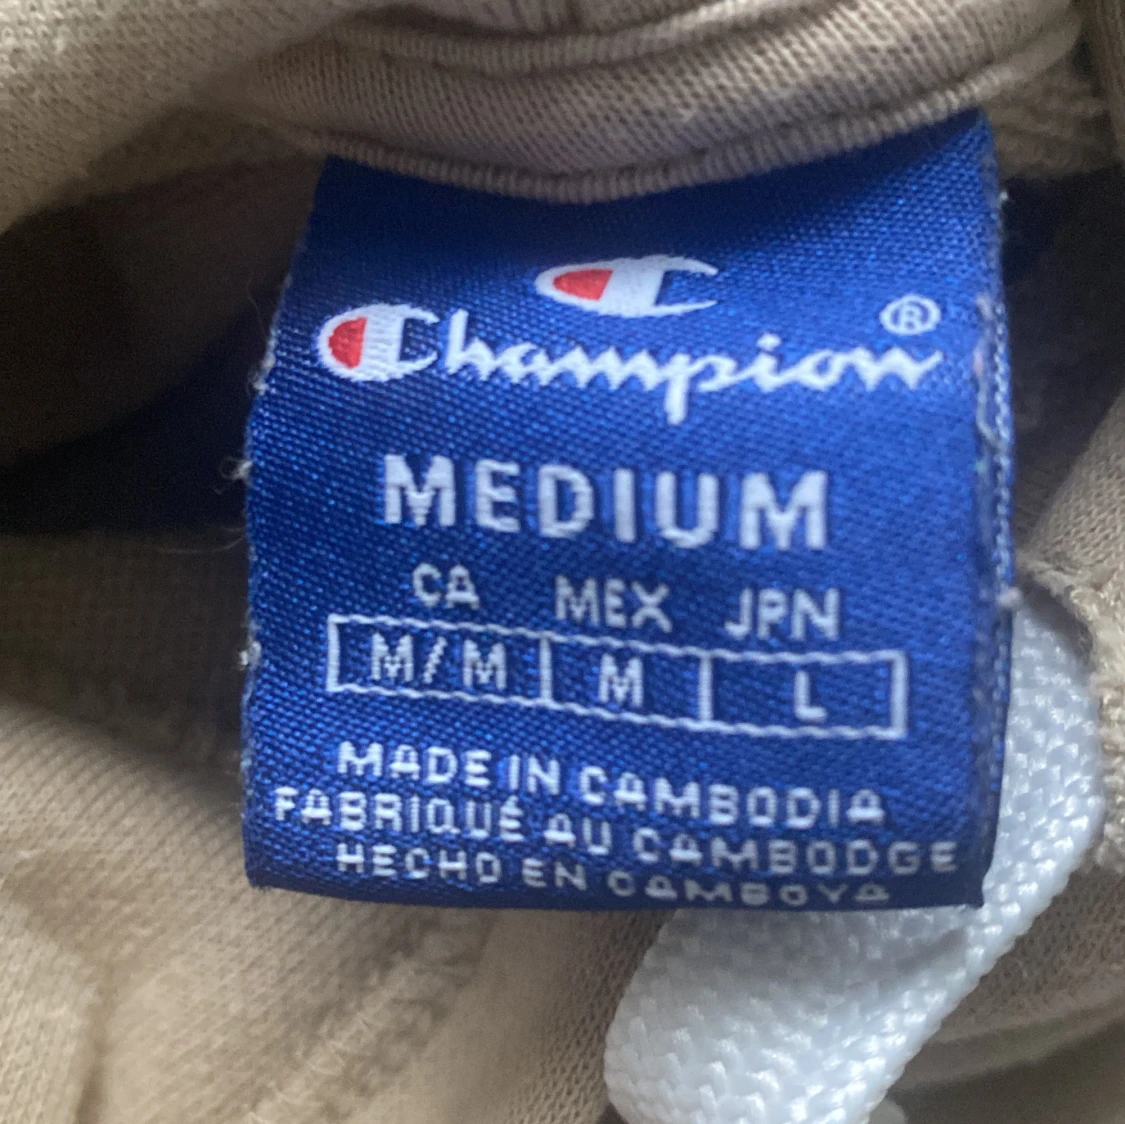 Champion®
MEDIUM
CA MEX JPN
M/M M L
MADE IN CAMBODIA
FABRIQUÉ AU CAMBODGE
HECHO EN CAMBOYA